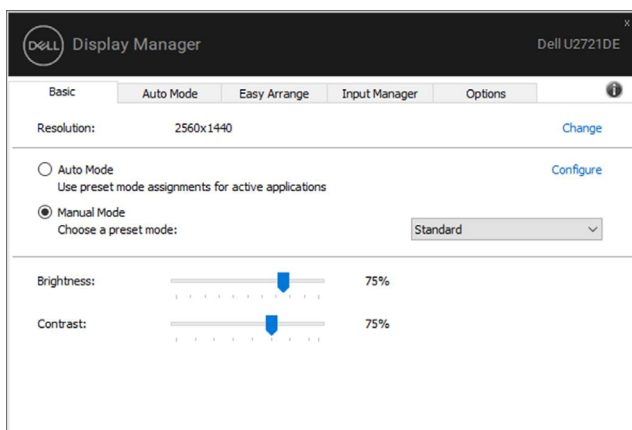 x
DELL Display Manager
Dell U2721DE
Basic Auto Mode Easy Arrange Input Manager Options i
Resolution: 2560x1440 Change
Auto Mode Configure
Use preset mode assignments for active applications
Manual Mode
Choose a preset mode: Standard
Brightness: 75%
Contrast: 75%